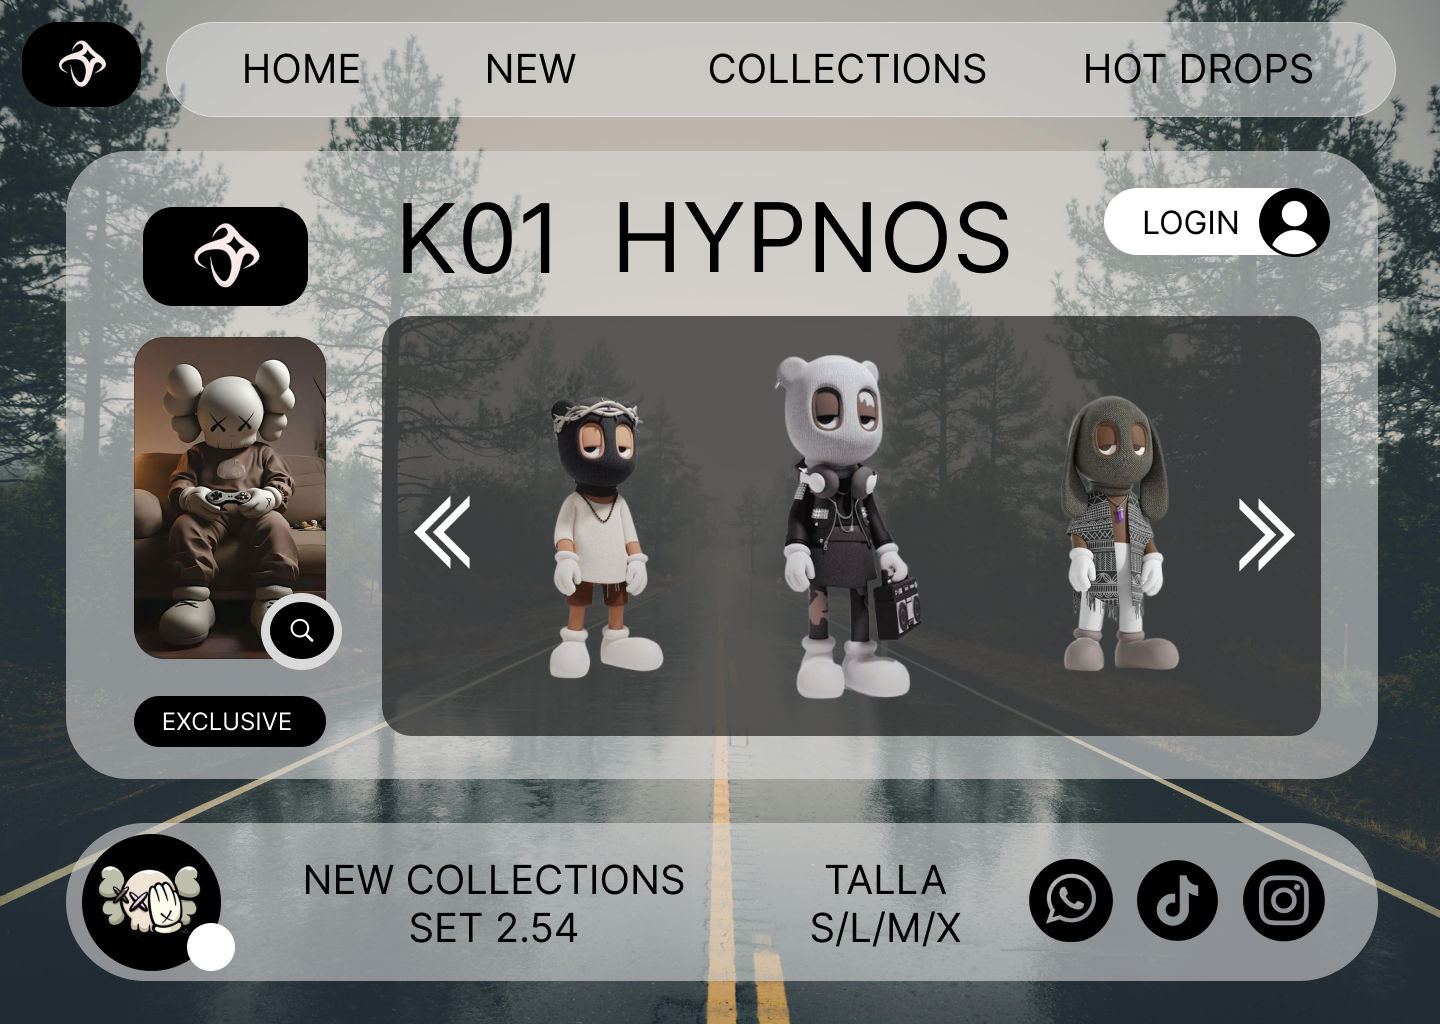 HOME
NEW
COLLECTIONS
HOT DROPS
K01 HYPNOS
LOGIN
EXCLUSIVE
NEW COLLECTIONS
SET 2.54
TALLA
S/L/M/X